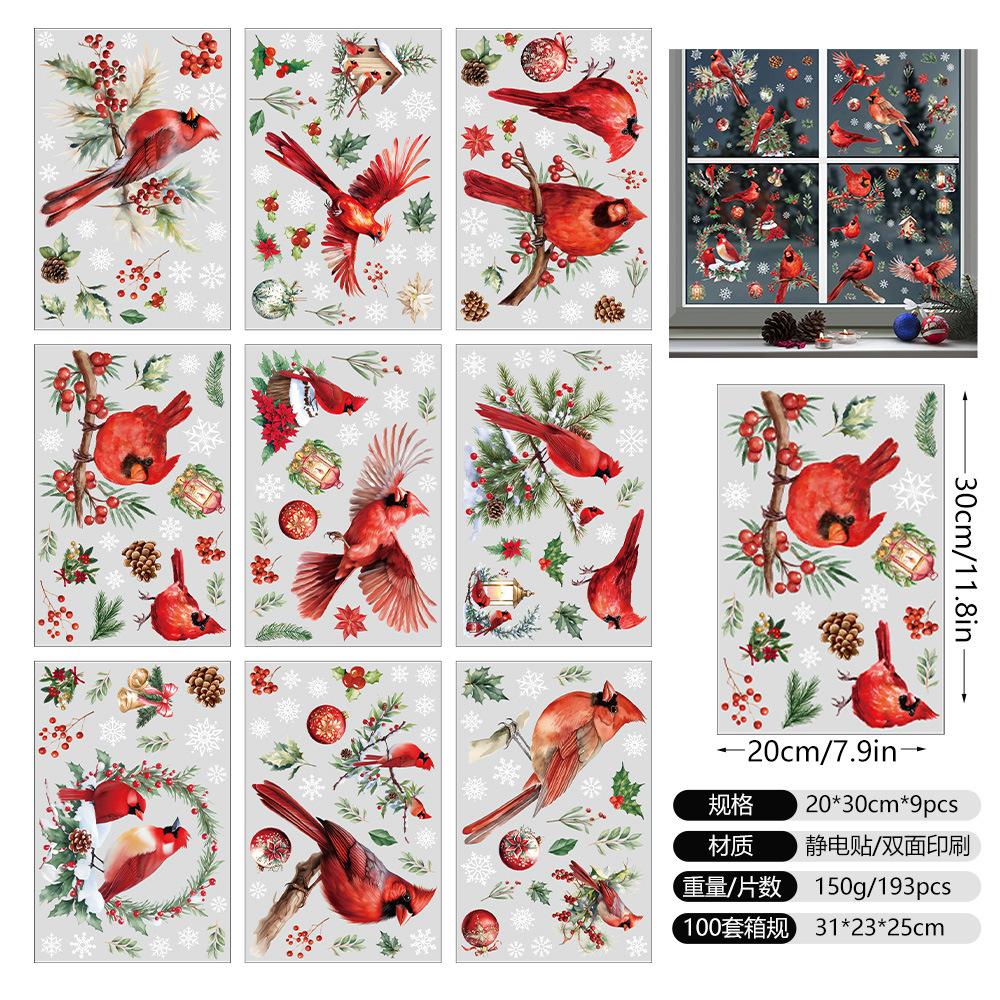 30cm/11.8in
20cm/7.9in
规格 20*30cm*9pcs
材质 静电贴/双面印刷
重量/片数 150g/193pcs
100套箱规 31*23*25cm